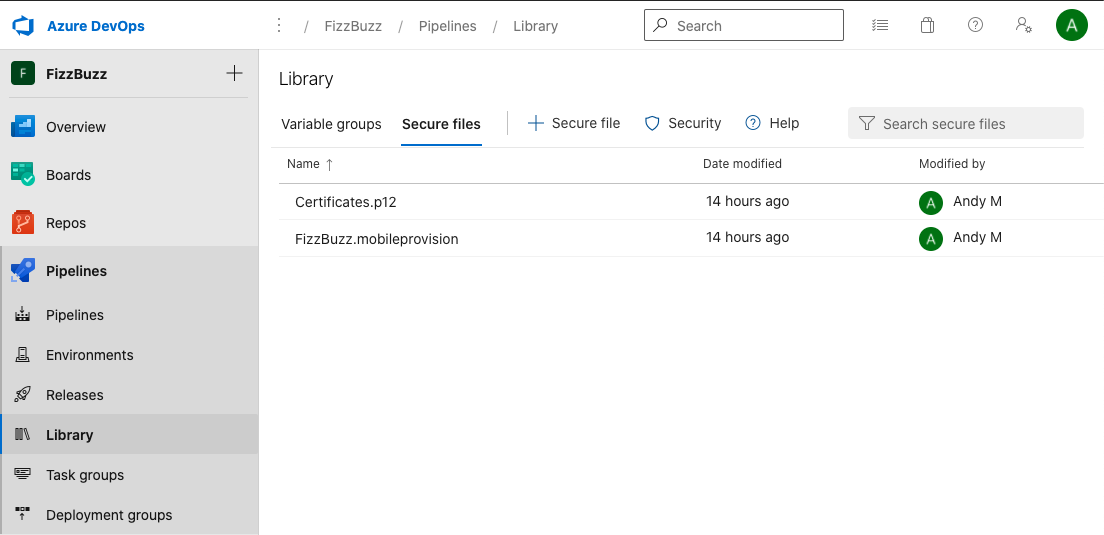 Azure DevOps
/ FizzBuzz / Pipelines / Library
Search
A
F FizzBuzz
Overview
Boards
Repos
Pipelines
Pipelines
Environments
Releases
Library
Task groups
Deployment groups
Library
Variable groups Secure files Secure file Security Help Search secure files
Name ↑ Date modified Modified by
Certificates.p12 14 hours ago A Andy M
FizzBuzz.mobileprovision 14 hours ago A Andy M